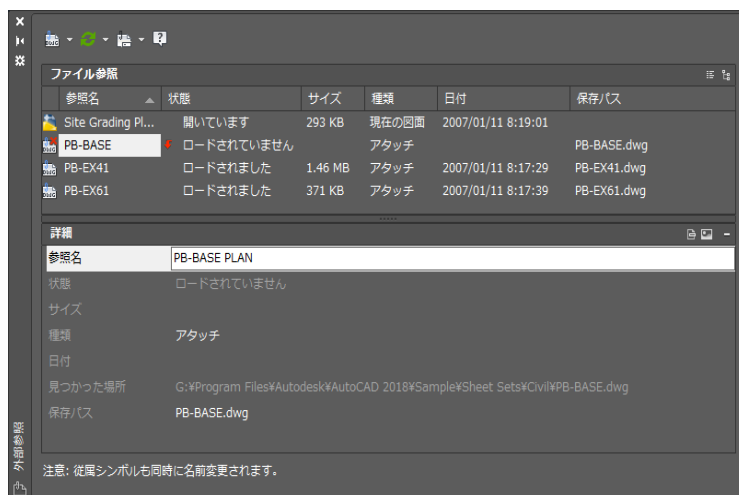 ファイル参照
参照名 状態 サイズ 種類 日付 保存パス
Site Grading Pl... 開いています 293 KB 現在の図面 2007/01/11 8:19:01
PB-BASE ロードされていません アタッチ PB-BASE.dwg
PB-EX41 ロードされました 1.46 MB アタッチ 2007/01/11 8:17:29 PB-EX41.dwg
PB-EX61 ロードされました 371 KB アタッチ 2007/01/11 8:17:39 PB-EX61.dwg
詳細
参照名 PB-BASE PLAN
状態 ロードされていません
サイズ
種類 アタッチ
日付
見つかった場所 G:¥Program Files¥Autodesk¥AutoCAD 2018¥Sample¥Sheet Sets¥Civil¥PB-BASE.dwg
保存パス PB-BASE.dwg
外部参照
注意: 従属シンボルも同時に名前変更されます。